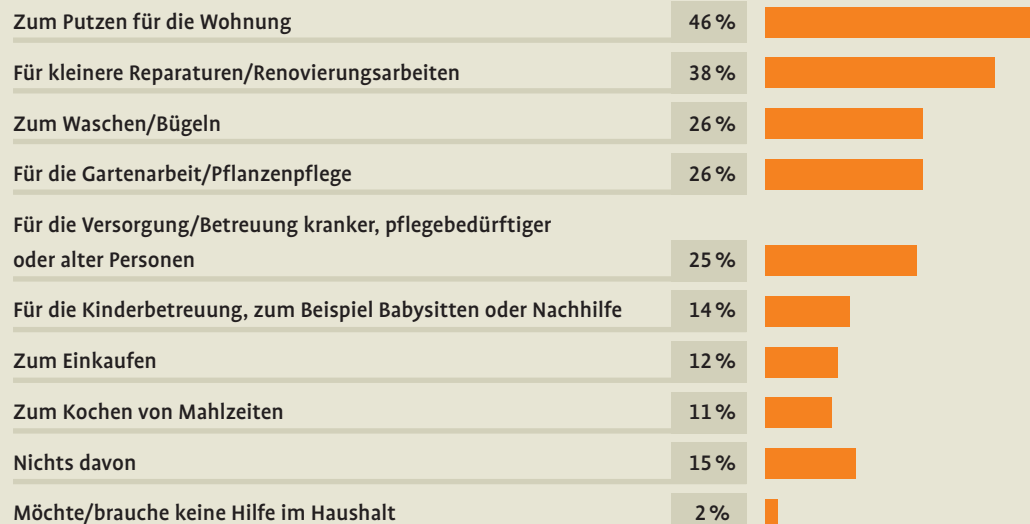 Zum Putzen für die Wohnung 46 %
Für kleinere Reparaturen/Renovierungsarbeiten 38 %
Zum Waschen/Bügeln 26 %
Für die Gartenarbeit/Pflanzenpflege 26 %
Für die Versorgung/Betreuung kranker, pflegebedürftiger
oder alter Personen 25 %
Für die Kinderbetreuung, zum Beispiel Babysitten oder Nachhilfe 14 %
Zum Einkaufen 12 %
Zum Kochen von Mahlzeiten 11 %
Nichts davon 15 %
Möchte/brauche keine Hilfe im Haushalt 2 %